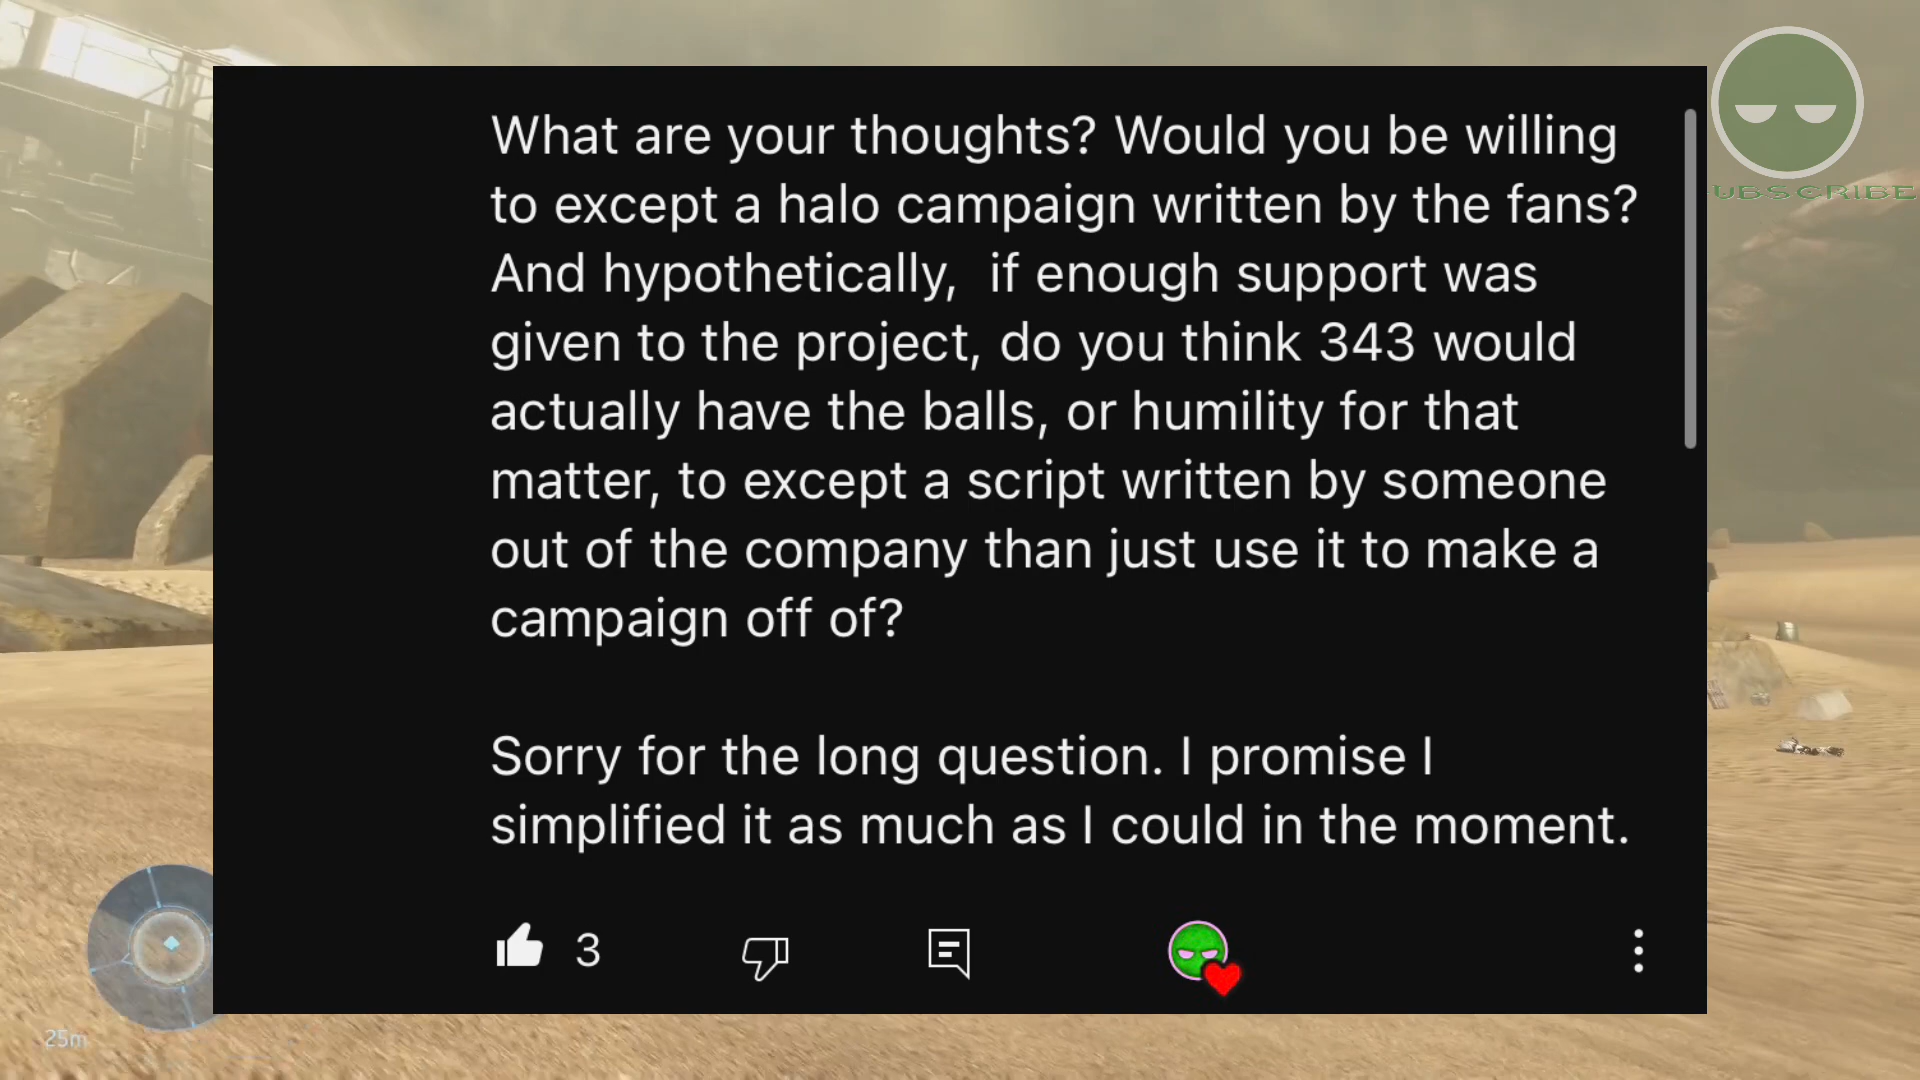 What are your thoughts? Would you be willing
UBSCRIBE
to except a halo campaign written by the fans?
And hypothetically,  if enough support was
given to the project, do you think 343 would
actually have the balls, or humility for that
matter, to except a script written by someone
out of the company than just use it to make a
campaign off of?
Sorry for the long question. I promise I
simplified it as much as I could in the moment.
3
25m